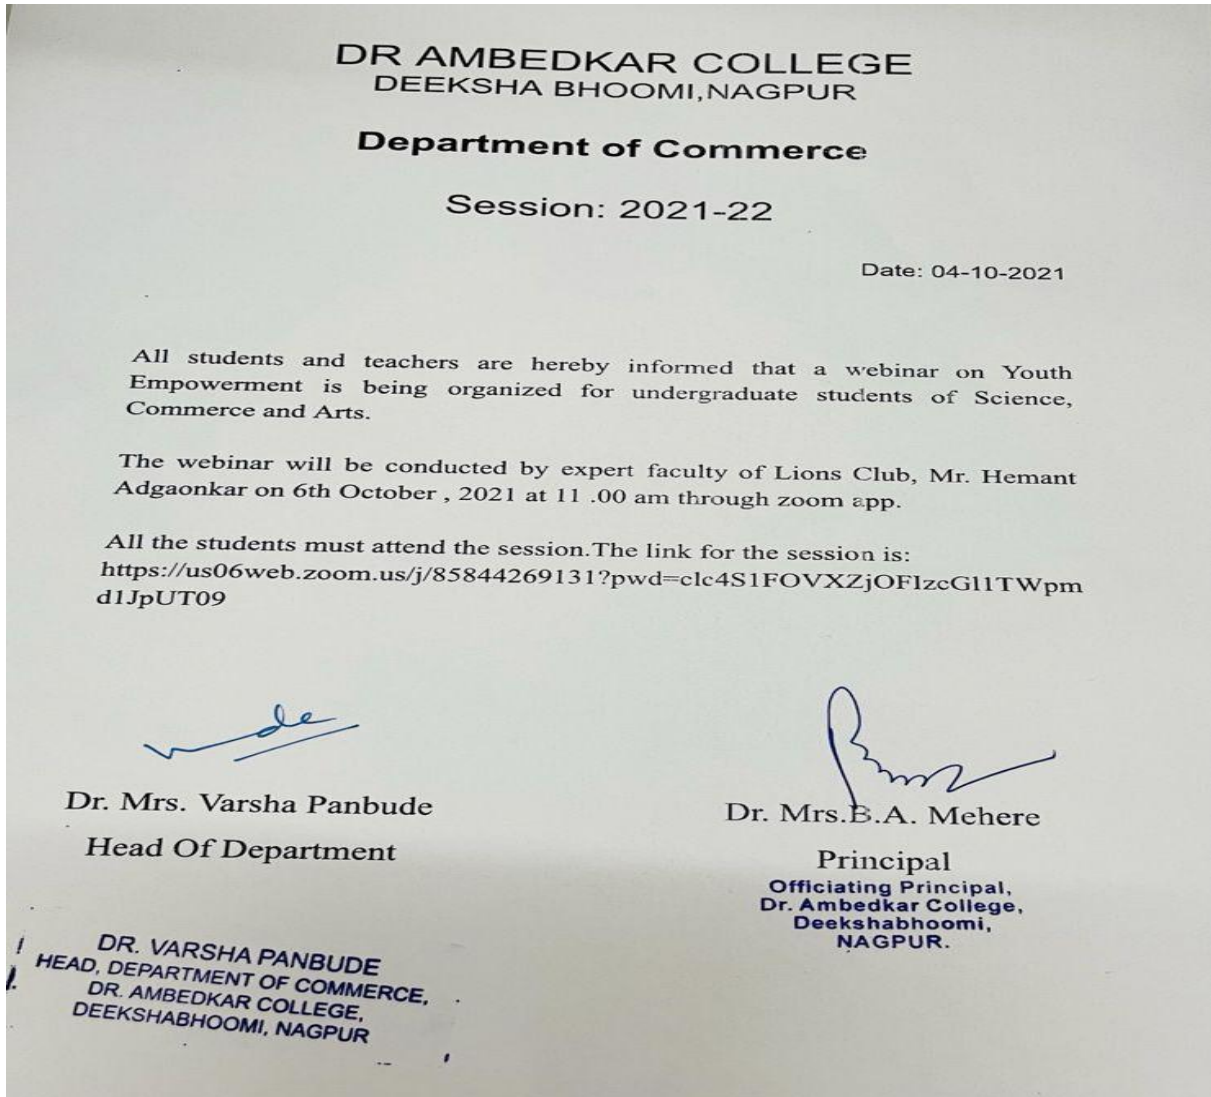 DR AMBEDKAR COLLEGE
DEEKSHA BHOOMI,NAGPUR
Department of Commerce
Session: 2021-22
Date: 04-10-2021
All students and teachers are hereby informed that a webinar on Youth
Empowerment is being organized for undergraduate students of Science,
Commerce and Arts.
The webinar will be conducted by expert faculty of Lions Club, Mr. Hemant
Adgaonkar on 6th October , 2021 at 11 .00 am through zoom app.
All the students must attend the session.The link for the session is:
https://us06web.zoom.us/j/85844269131?pwd=clc4S1FOVXZjOFIzcGl1TWpm
d1JpUT09
Dr. Mrs. Varsha Panbude
Head Of Department
DR. VARSHA PANBUDE
HEAD, DEPARTMENT OF COMMERCE,
DR. AMBEDKAR COLLEGE,
DEEKSHABHOOMI, NAGPUR
Dr. Mrs.B.A. Mehere
Principal
Officiating Principal,
Dr. Ambedkar College,
Deekshabhoomi,
NAGPUR.